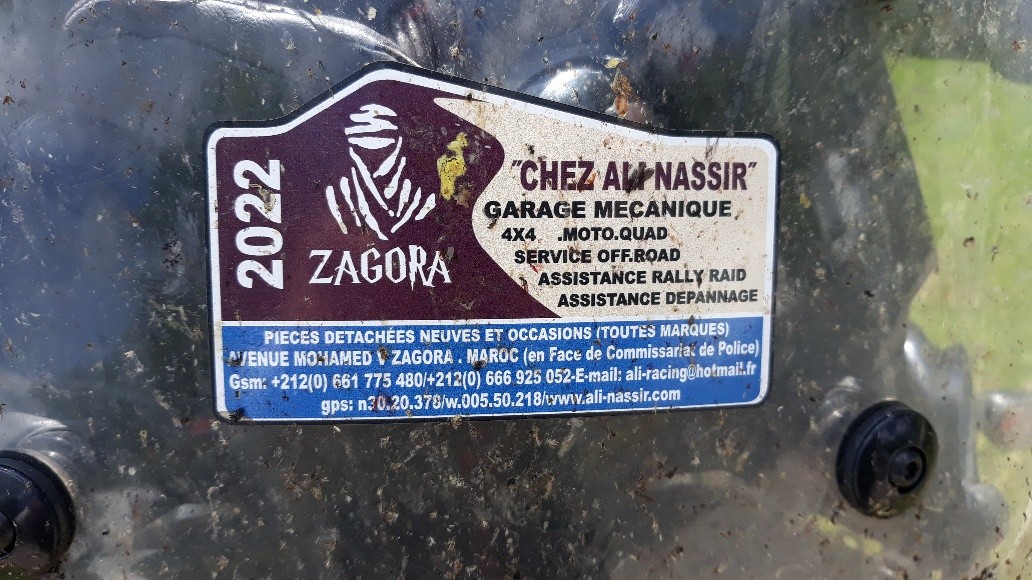 2022
ZAGORA
"CHEZ ALI NASSIR"
GARAGE MEÇANIQUE
4X4 .MOTO.QUAD
SERVICE OFF.ROAD
ASSISTANCE RALLY RAID
ASSISTANCE DEPANNAGE
PIECES DETACHÉES NEUVES ET OCCASIONS (TOUTES MARQUES)
AVENUE MOHAMED V ZAGORA . MAROC (en Face de Commissariat de Police)
Gsm: +212(0) 661 775 480/+212(0) 666 925 052-E-mail: ali-racing@hotmail.fr
gps: n30.20.378/w.005.50.218/www.ali-nassir.com